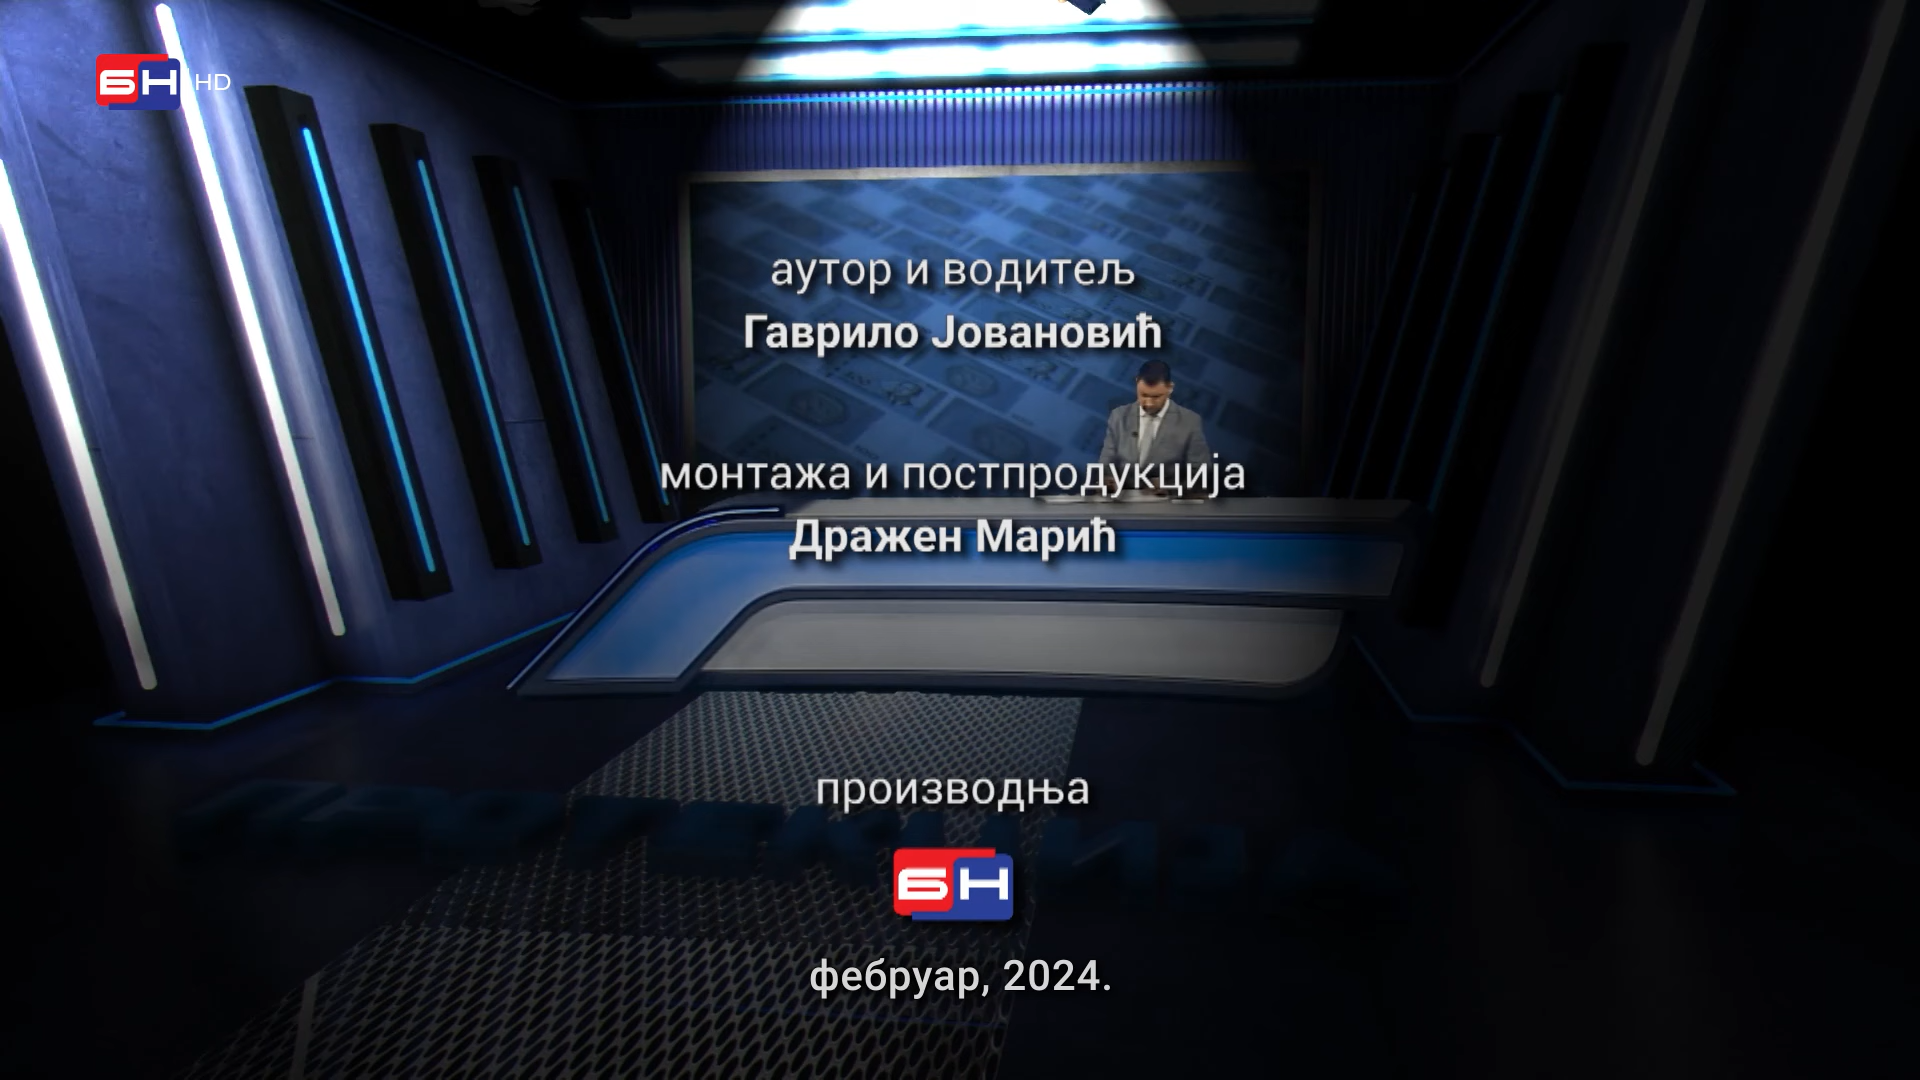 БН HD
аутор и водитељ
Гаврило Јовановић
монтажа и постпродукција
Дражен Марић
производња
БН
фебруар, 2024.